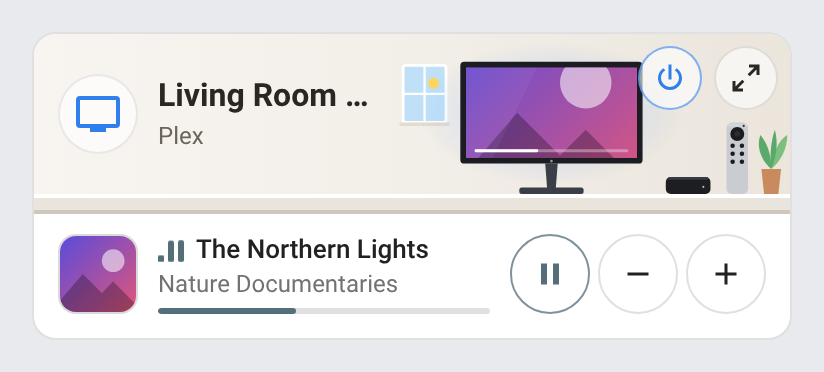 Living Room ...
Plex
The Northern Lights
Nature Documentaries